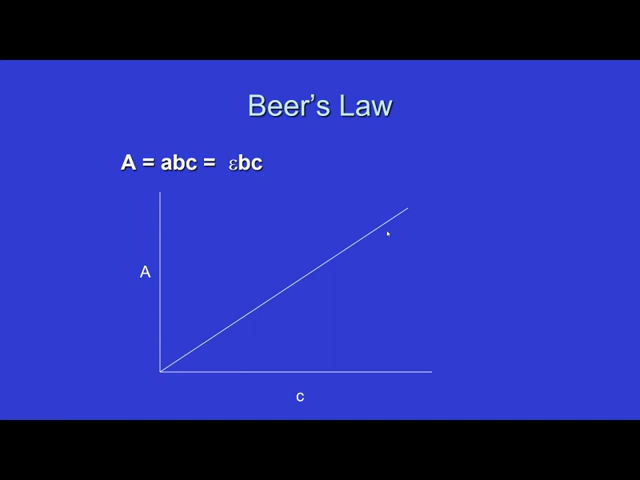 Beer's Law
A = abc = εbc
A
c